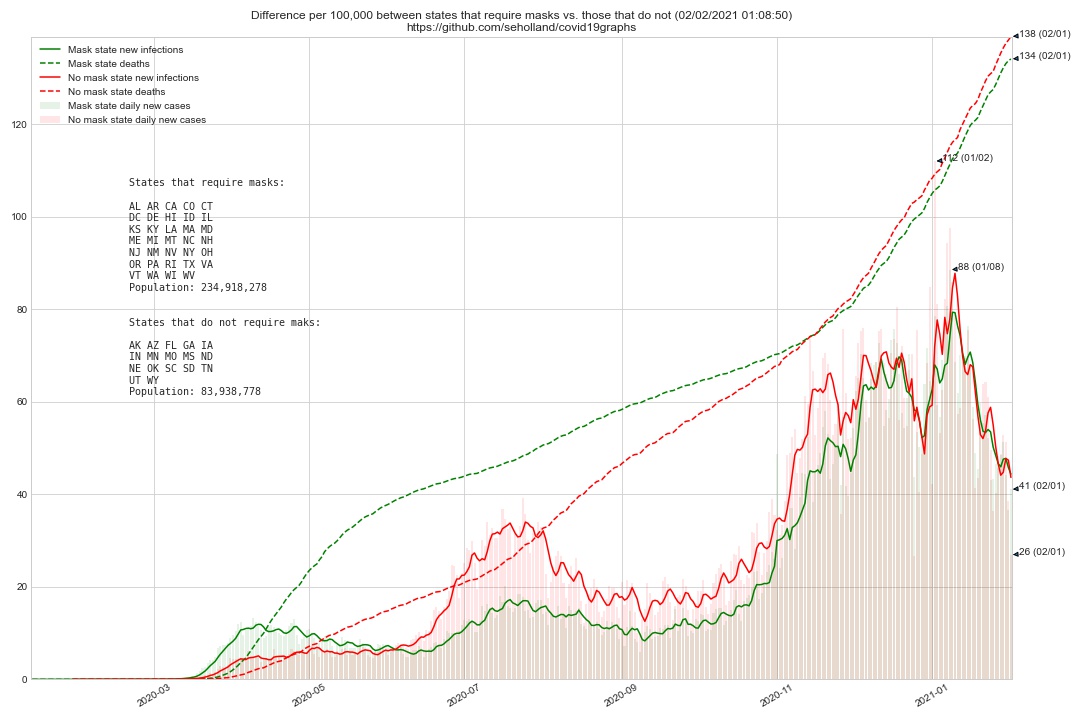 Difference per 100,000 between states that require masks vs. those that do not (02/02/2021 01:08:50)
https://github.com/seholland/covid19graphs
Mask state new infections
Mask state deaths
No mask state new infections
No mask state deaths
Mask state daily new cases
No mask state daily new cases
138 (02/01)
134 (02/01)
112 (01/02)
88 (01/08)
41 (02/01)
26 (02/01)
States that require masks:
AL AR CA CO CT
DC DE HI ID IL
KS KY LA MA MD
ME MI MT NC NH
NJ NM NV NY OH
OR PA RI TX VA
VT WA WI WV
Population: 234,918,278
States that do not require maks:
AK AZ FL GA IA
IN MN MO MS ND
NE OK SC SD TN
UT WY
Population: 83,938,778
120
100
80
60
40
20
0
2020-03
2020-05
2020-07
2020-09
2020-11
2021-01